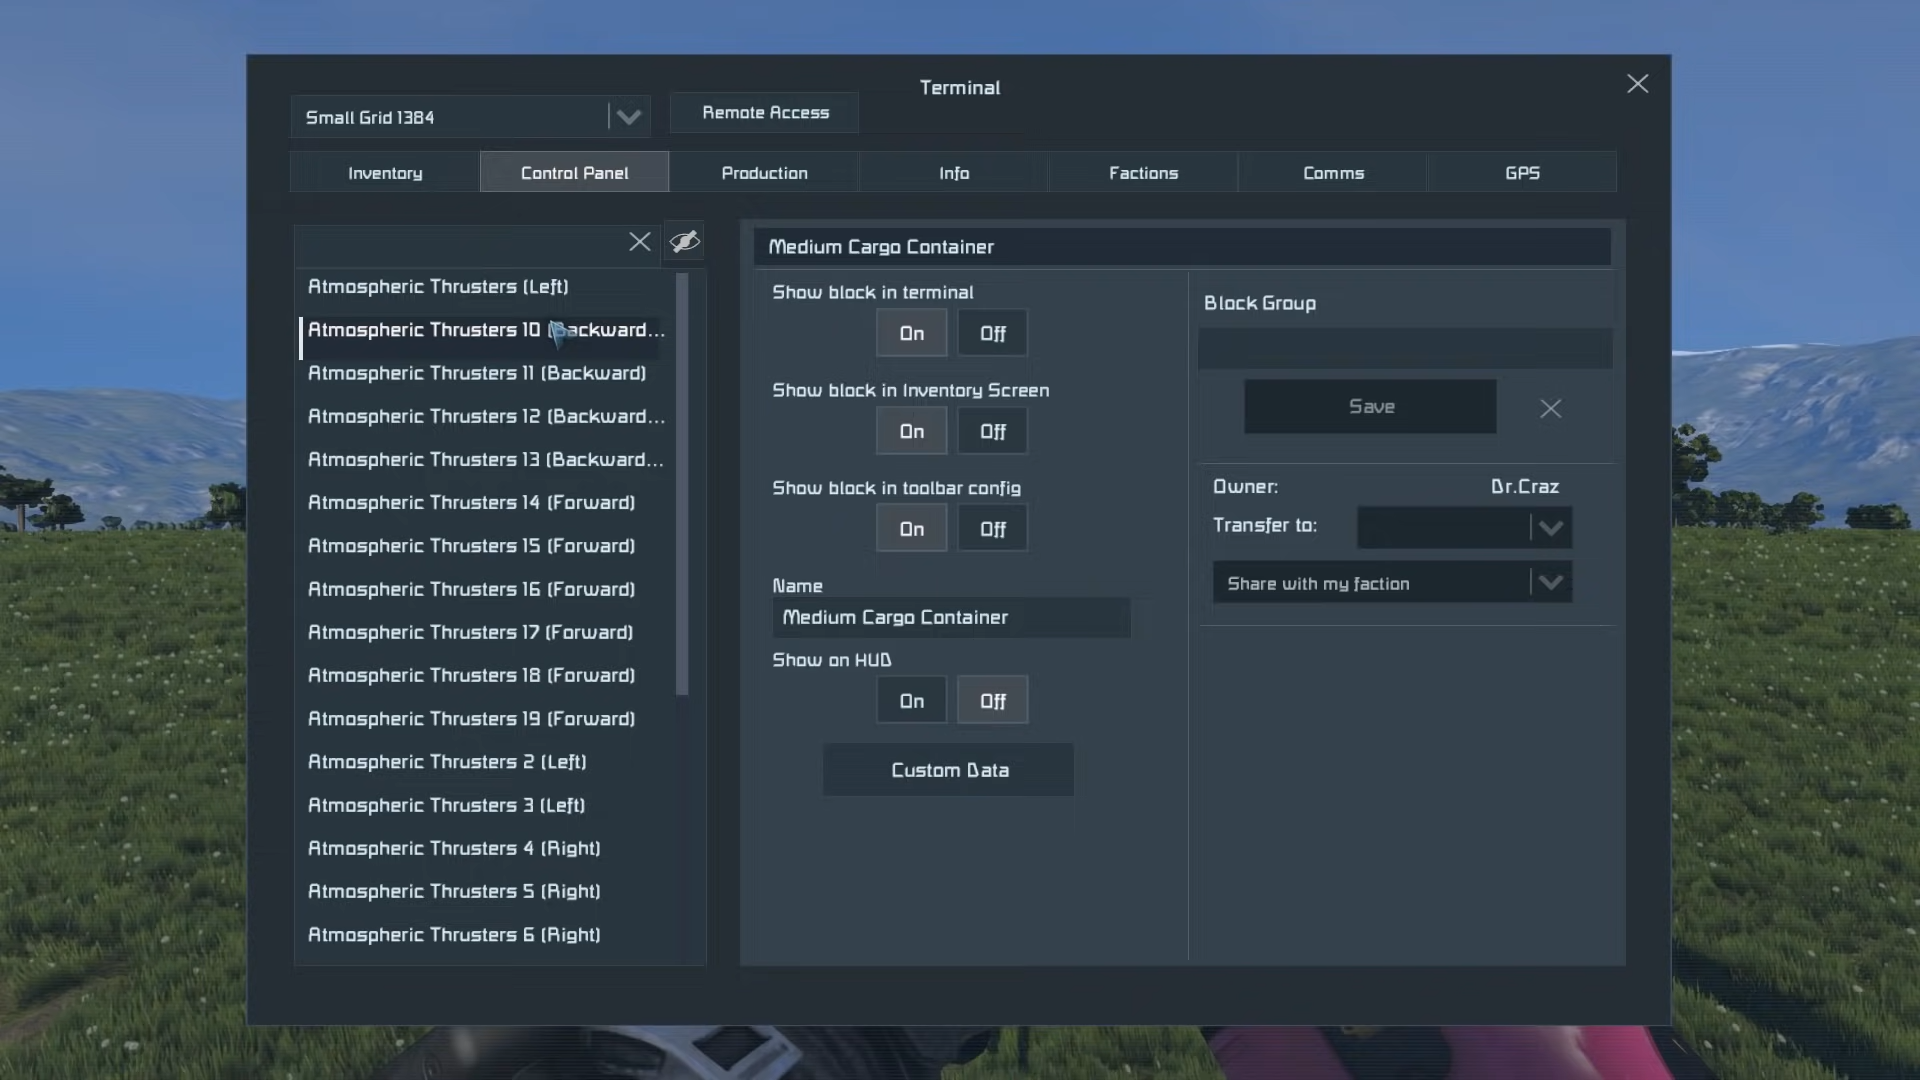 Terminal
Small Grid 1384
Remote Access
Inventory
Control Panel
Production
Info
Factions
Comms
GPS
Atmospheric Thrusters (Left)
Atmospheric Thrusters 10 (Backward...
Atmospheric Thrusters 11 (Backward)
Atmospheric Thrusters 12 (Backward...
Atmospheric Thrusters 13 (Backward...
Atmospheric Thrusters 14 (Forward)
Atmospheric Thrusters 15 (Forward)
Atmospheric Thrusters 16 (Forward)
Atmospheric Thrusters 17 (Forward)
Atmospheric Thrusters 18 (Forward)
Atmospheric Thrusters 19 (Forward)
Atmospheric Thrusters 2 (Left)
Atmospheric Thrusters 3 (Left)
Atmospheric Thrusters 4 (Right)
Atmospheric Thrusters 5 (Right)
Atmospheric Thrusters 6 (Right)
Medium Cargo Container
Show block in terminal
On
Off
Show block in Inventory Screen
On
Off
Show block in toolbar config
On
Off
Name
Medium Cargo Container
Show on HUD
On
Off
Custom Data
Block Group
Save
Owner:
Dr.Craz
Transfer to:
Share with my faction